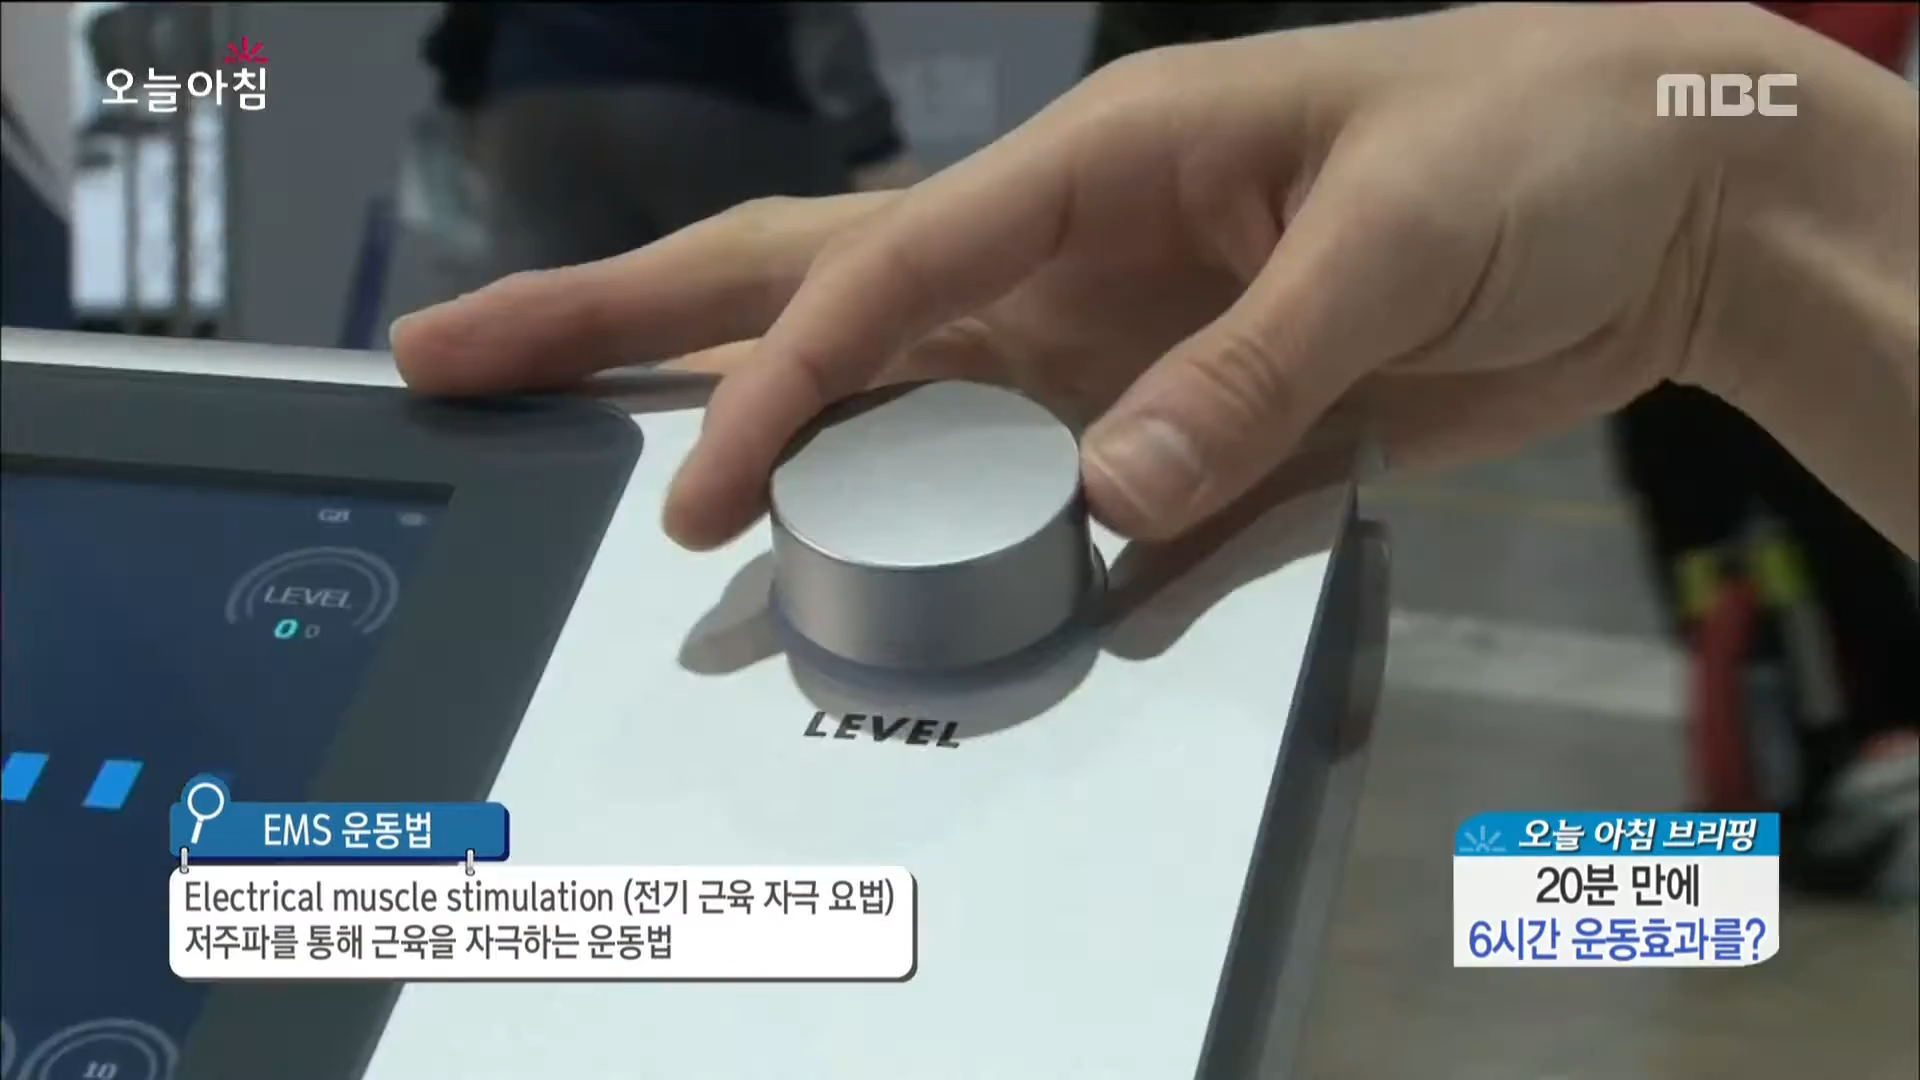 오늘아침
MBC
LEVEL
0
LEVEL
EMS 운동법
Electrical muscle stimulation (전기 근육 자극 요법)
저주파를 통해 근육을 자극하는 운동법
오늘 아침 브리핑
20분 만에
6시간 운동효과를?
10